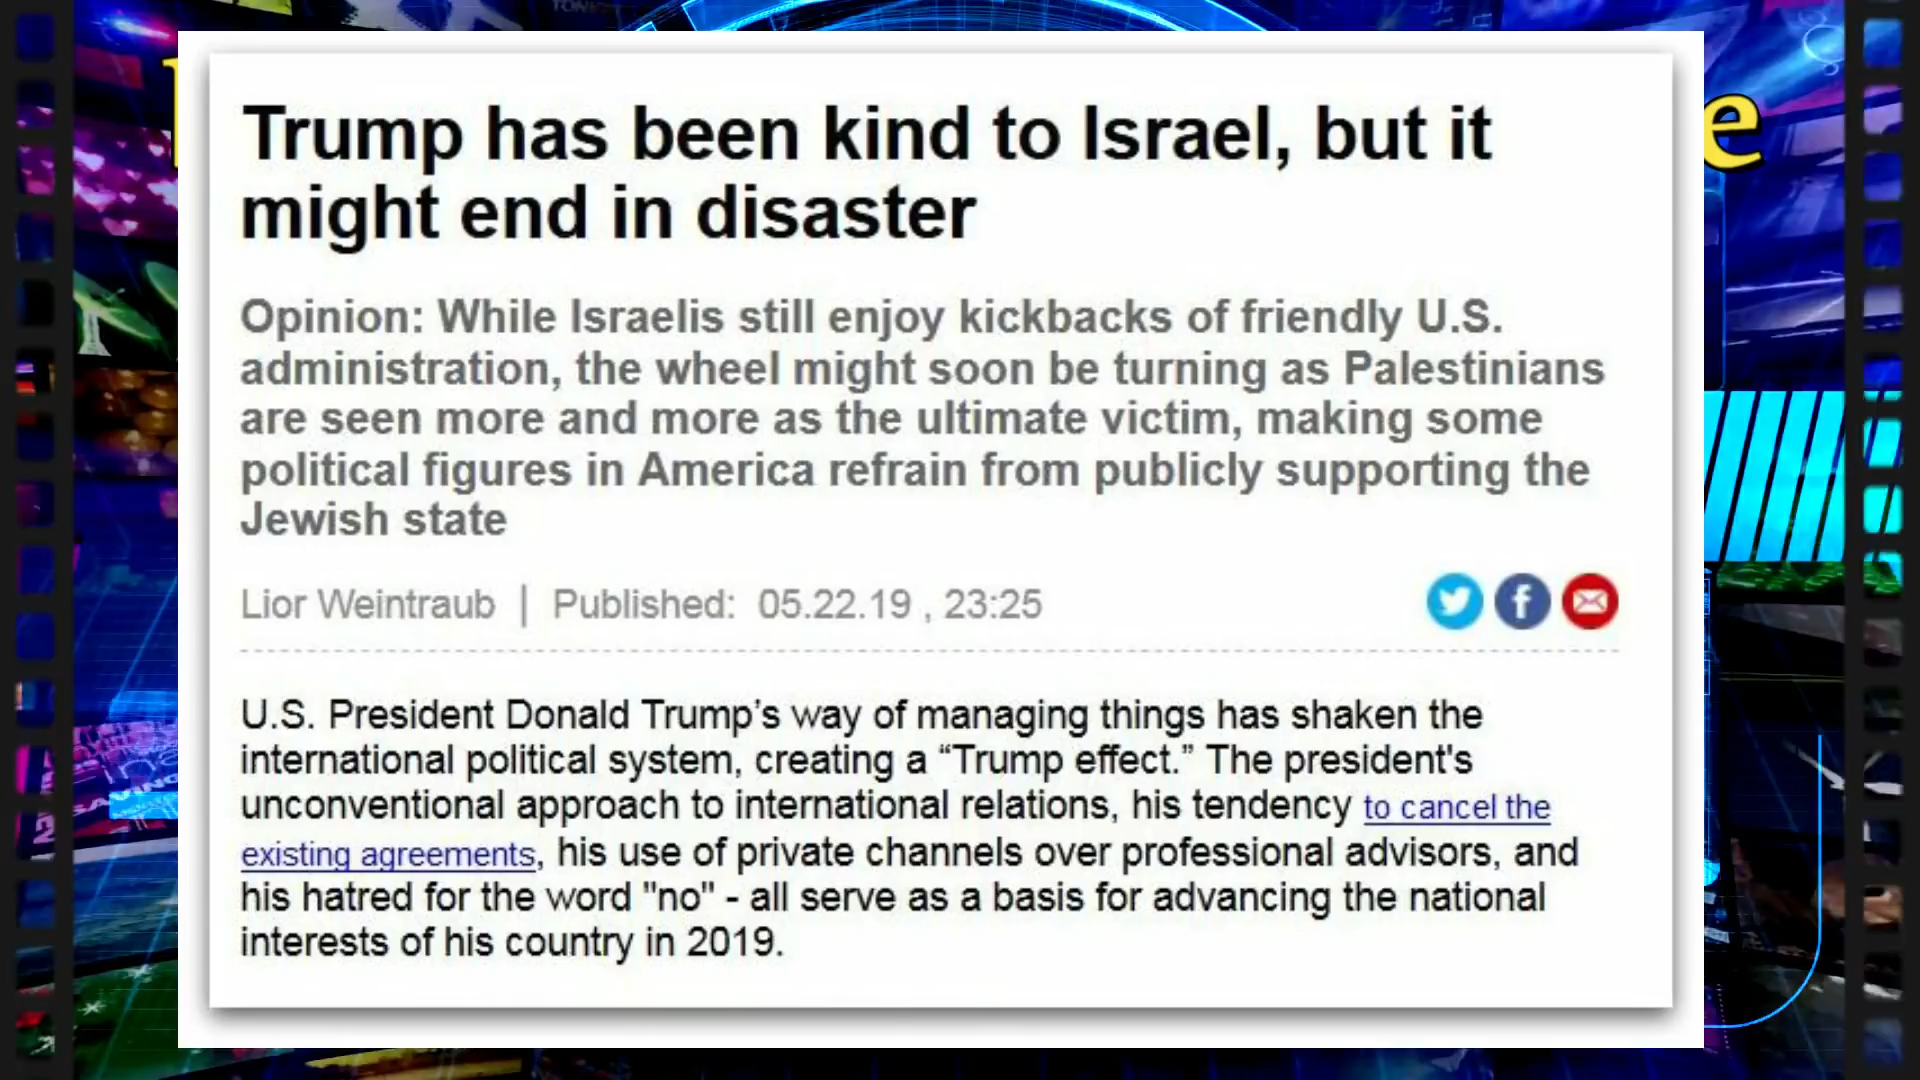 Trump has been kind to Israel, but it
might end in disaster
Opinion: While Israelis still enjoy kickbacks of friendly U.S.
administration, the wheel might soon be turning as Palestinians
are seen more and more as the ultimate victim, making some
political figures in America refrain from publicly supporting the
Jewish state
Lior Weintraub | Published: 05.22.19 , 23:25
U.S. President Donald Trump’s way of managing things has shaken the
international political system, creating a “Trump effect.” The president's
unconventional approach to international relations, his tendency to cancel the
existing agreements, his use of private channels over professional advisors, and
his hatred for the word "no" - all serve as a basis for advancing the national
interests of his country in 2019.